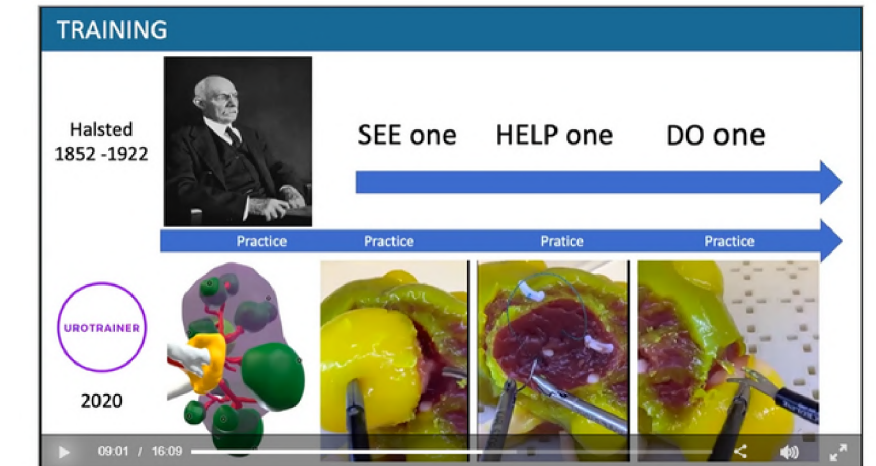 TRAINING
Halsted
1852 -1922
SEE one HELP one DO one
Practice Practice Pratice Practice
UROTRAINER
2020
09:01 / 16:09